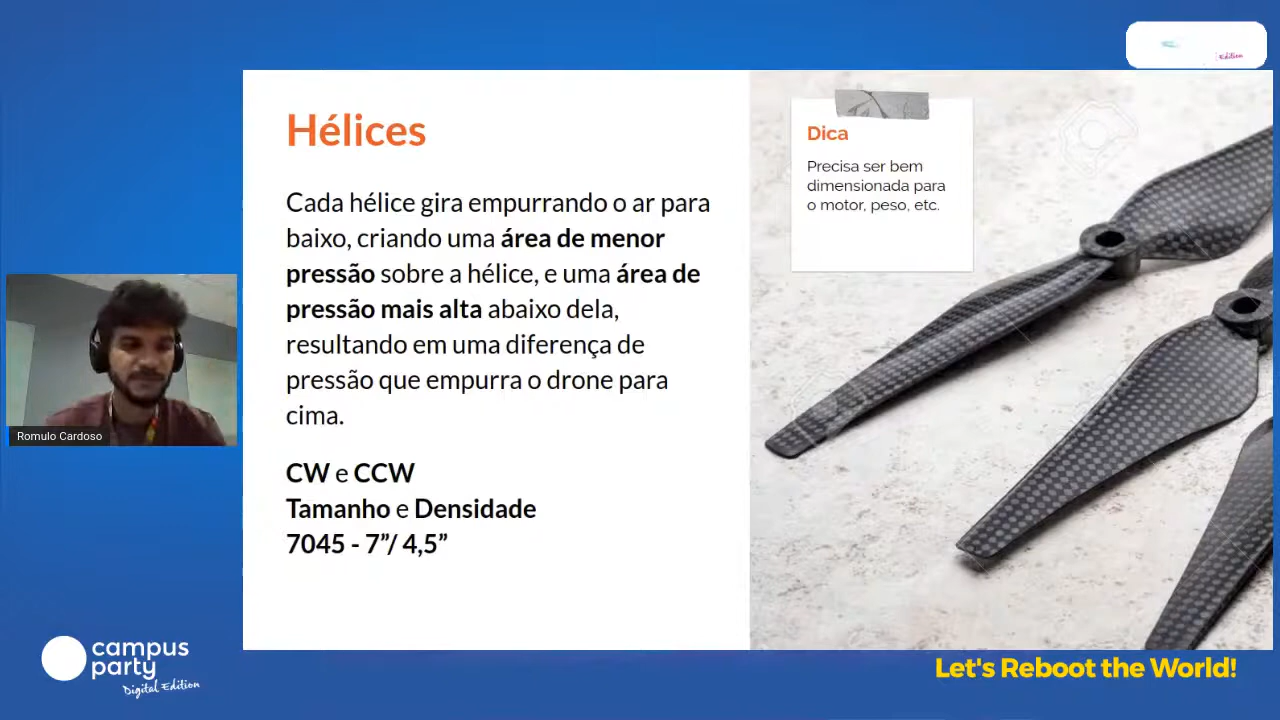 Edition
Hélices
Cada hélice gira empurrando o ar para
baixo, criando uma área de menor
pressão sobre a hélice, e uma área de
pressão mais alta abaixo dela,
resultando em uma diferença de
pressão que empurra o drone para
cima.
CW e CCW
Tamanho e Densidade
7045 - 7”/ 4,5”
Dica
Precisa ser bem
dimensionada para
o motor, peso, etc.
Romulo Cardoso
campus
party
Digital Edition
Let's Reboot the World!